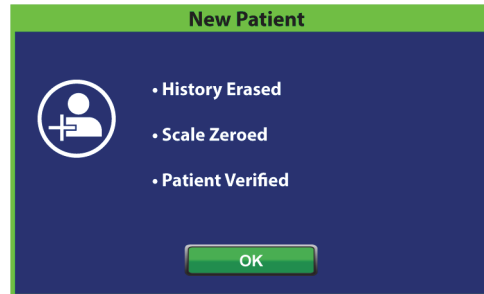 New Patient
• History Erased
• Scale Zeroed
• Patient Verified
OK